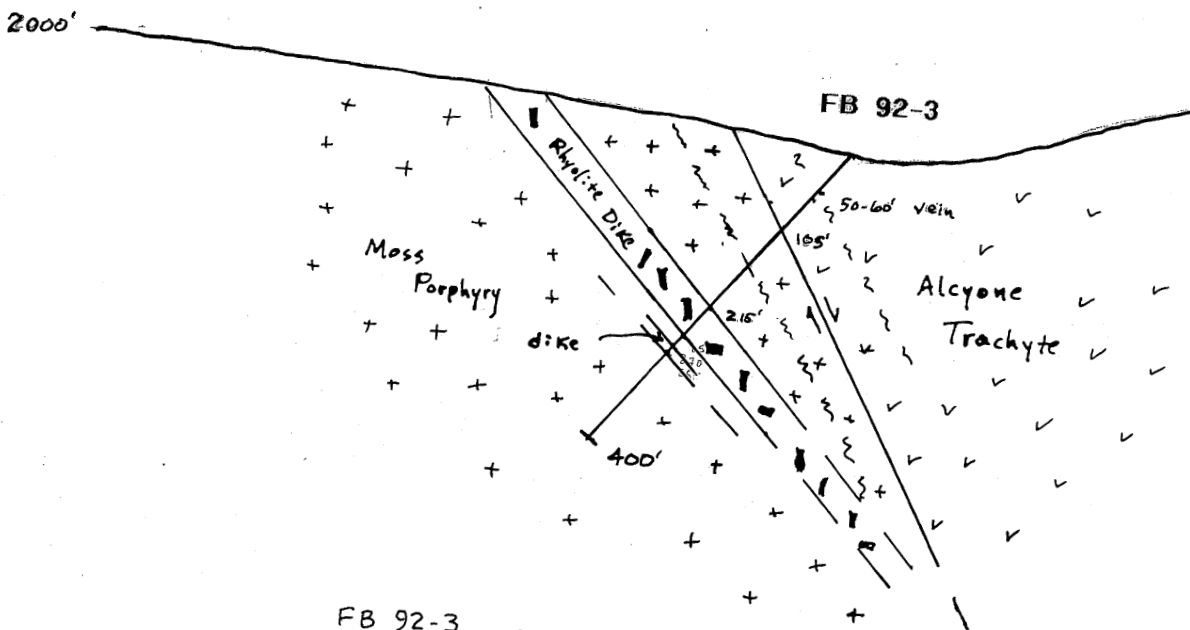 2000'
FB 92-3
Rhyolite Dike
50-60' vein
105'
Moss
Porphyry
Alcyone
Trachyte
215'
dike
270
400'
FB 92-3